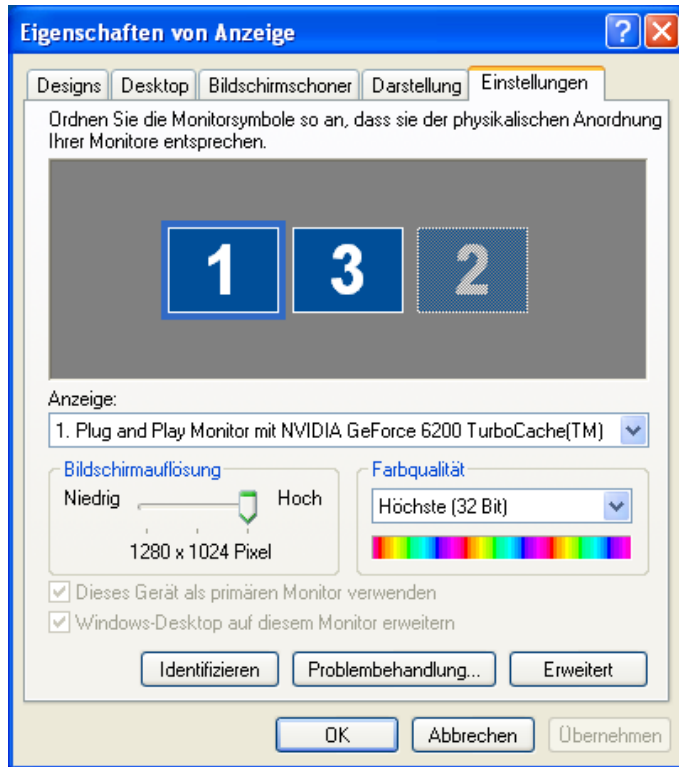 Eigenschaften von Anzeige
Designs Desktop Bildschirmschoner Darstellung Einstellungen
Ordnen Sie die Monitorsymbole so an, dass sie der physikalischen Anordnung
Ihrer Monitore entsprechen.
1 3 2
Anzeige:
1. Plug and Play Monitor mit NVIDIA GeForce 6200 TurboCache(TM)
Bildschirmauflösung
Niedrig Hoch
1280 x 1024 Pixel
Farbqualität
Höchste (32 Bit)
Dieses Gerät als primären Monitor verwenden
Windows-Desktop auf diesem Monitor erweitern
Identifizieren Problembehandlung... Erweitert
OK Abbrechen Übernehmen